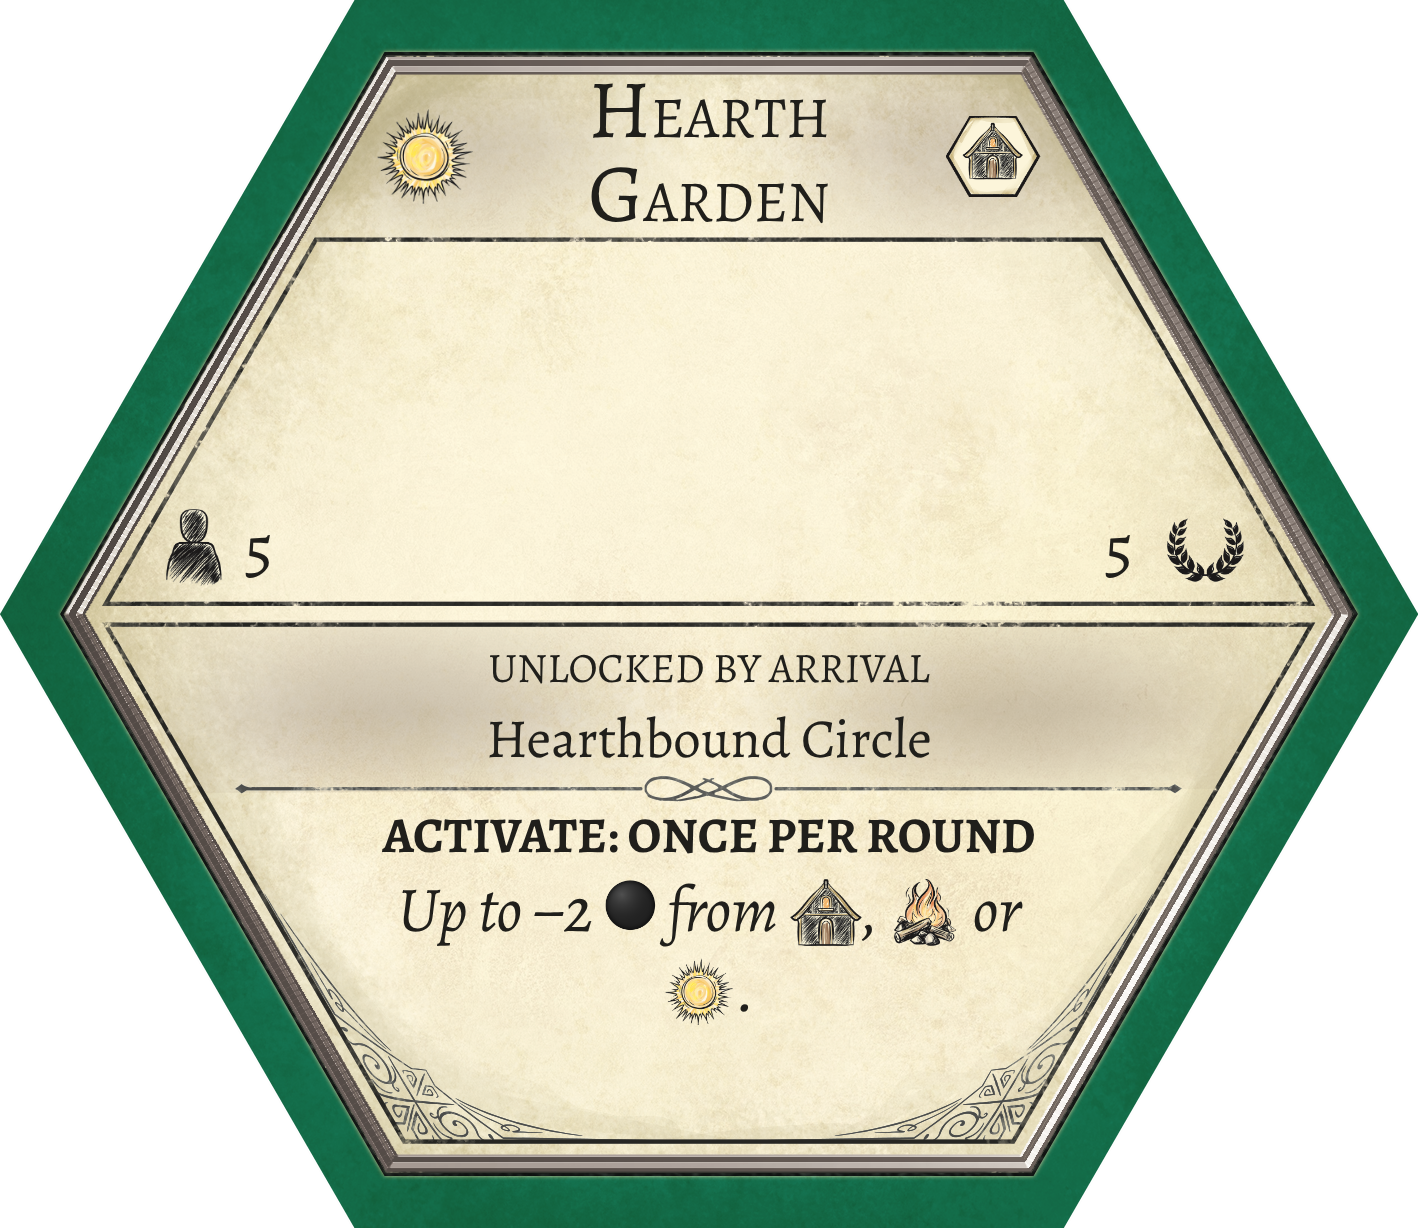 Hearth
Garden
5
5
UNLOCKED BY ARRIVAL
Hearthbound Circle
ACTIVATE: ONCE PER ROUND
Up to –2 from , or
.